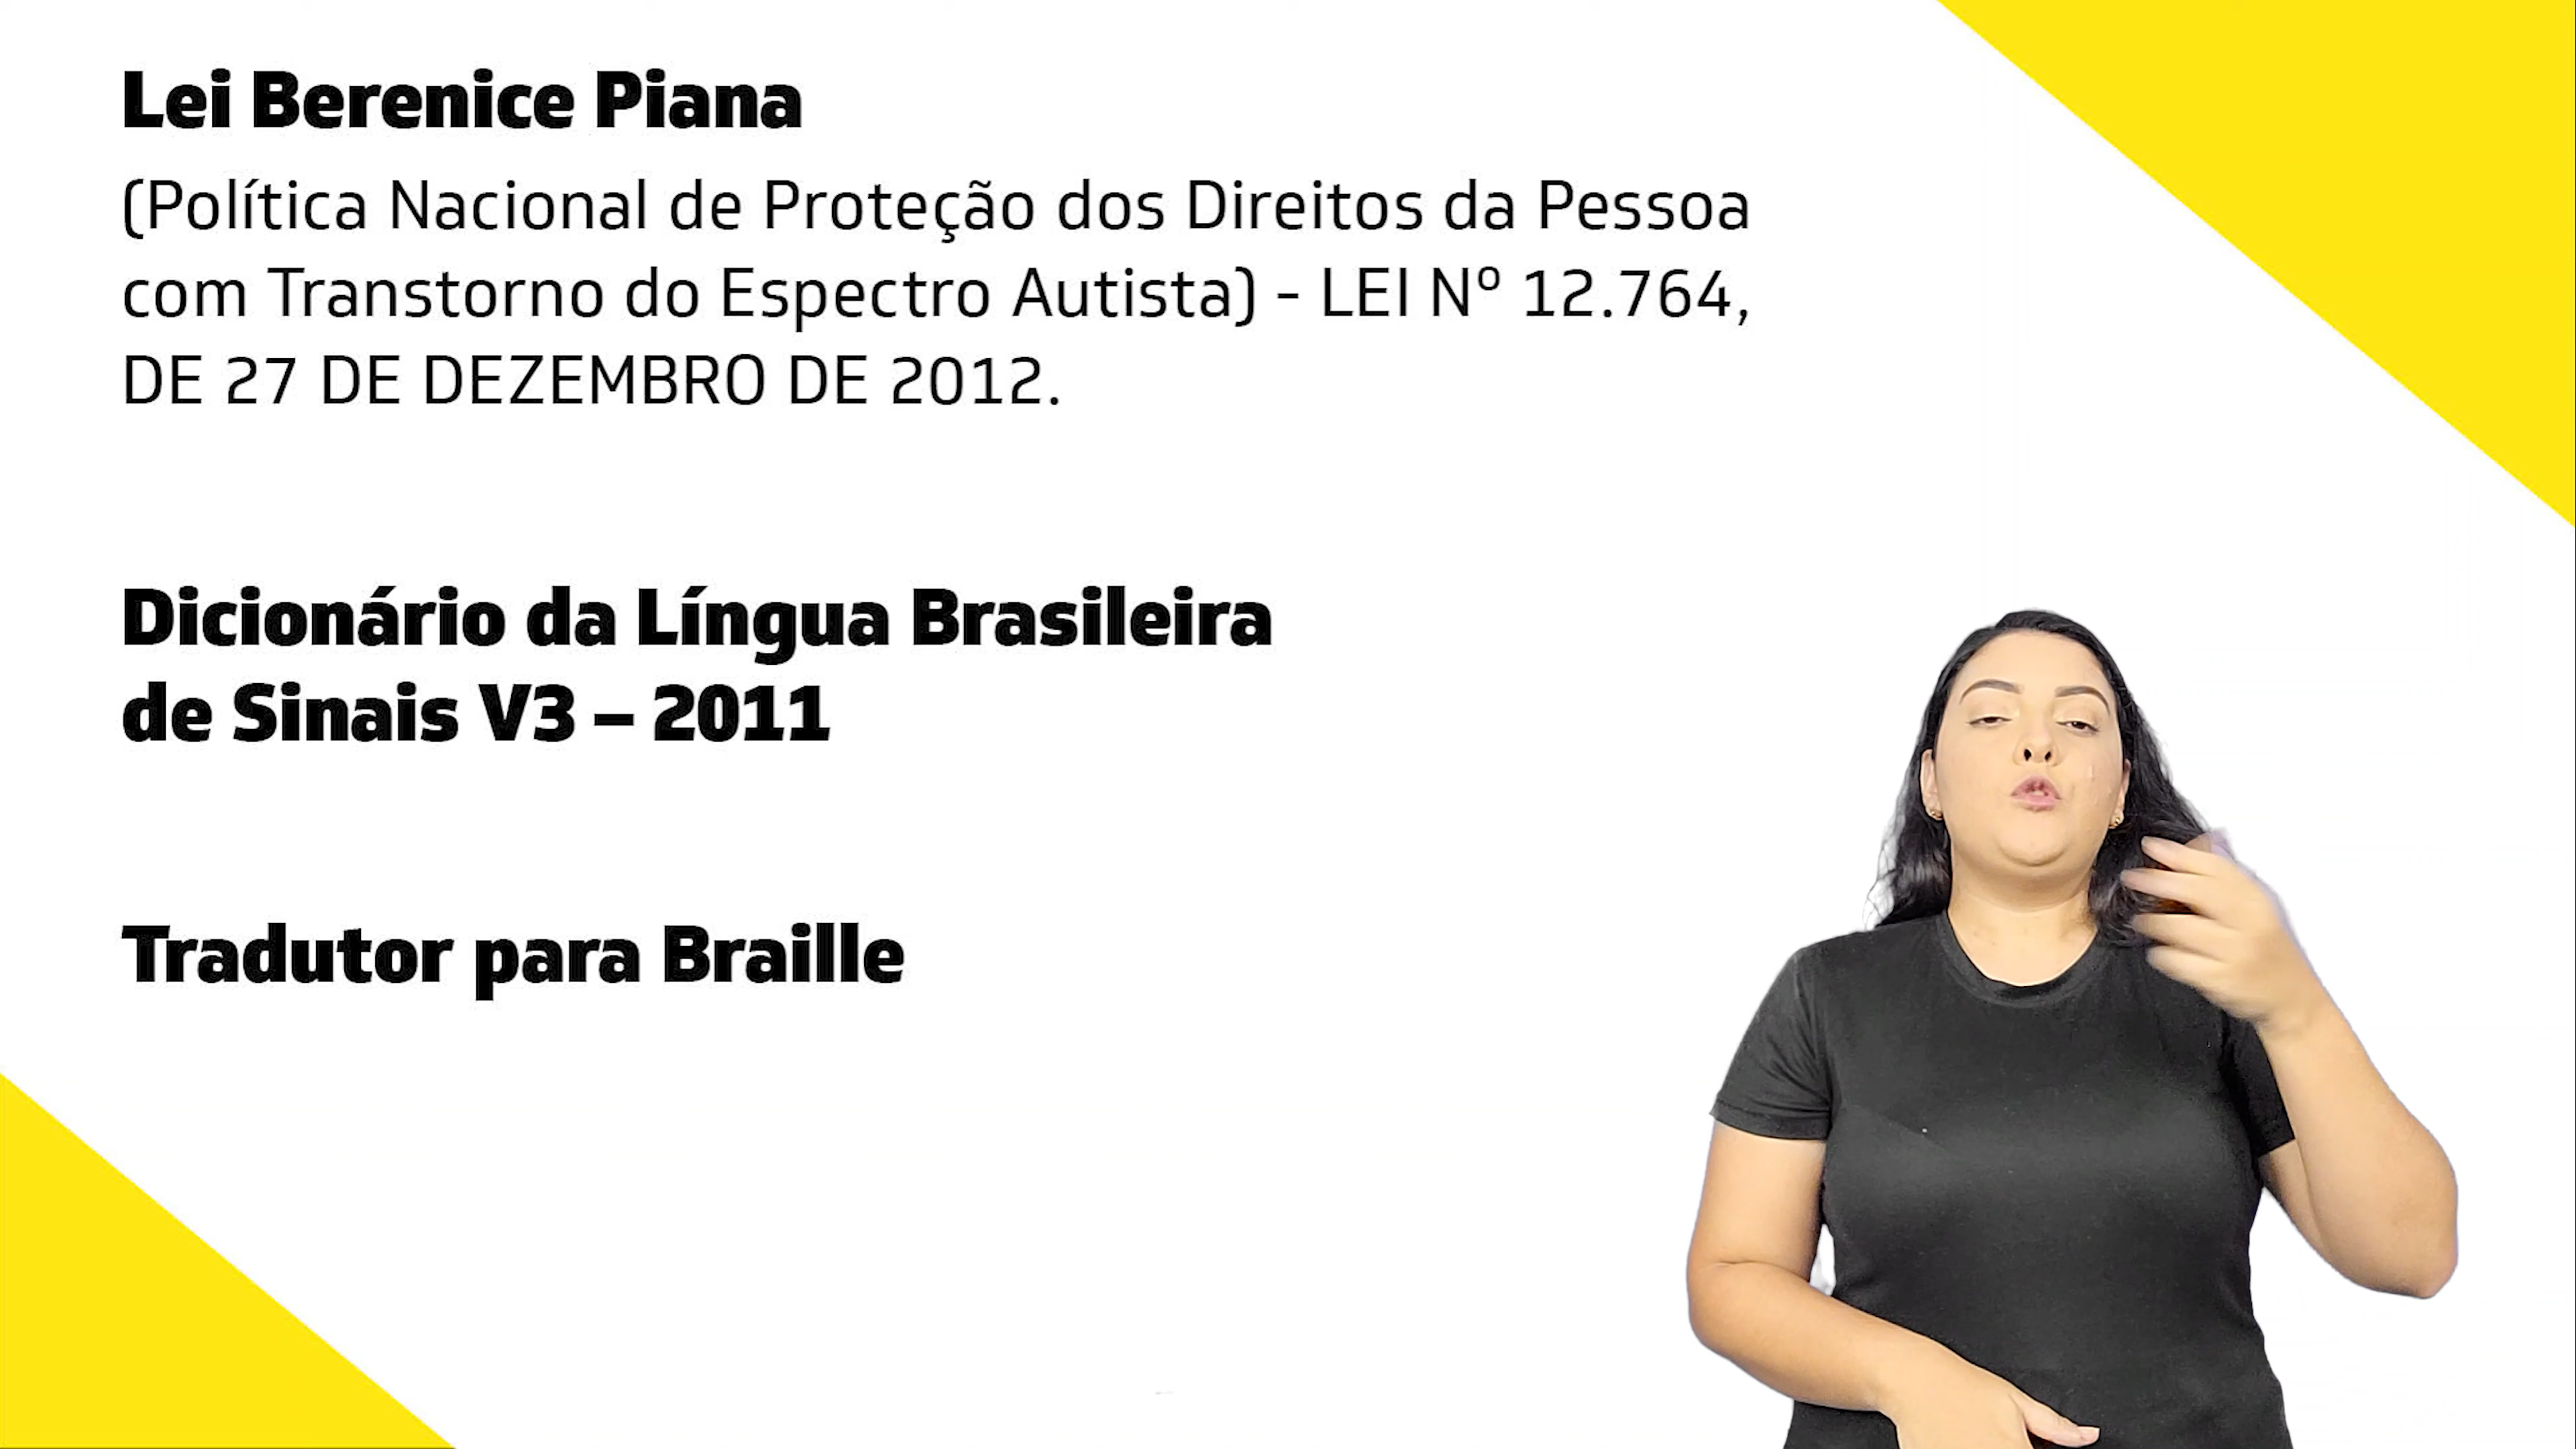 Lei Berenice Piana
(Política Nacional de Proteção dos Direitos da Pessoa
com Transtorno do Espectro Autista) - LEI Nº 12.764,
DE 27 DE DEZEMBRO DE 2012.
Dicionário da Língua Brasileira
de Sinais V3 – 2011
Tradutor para Braille